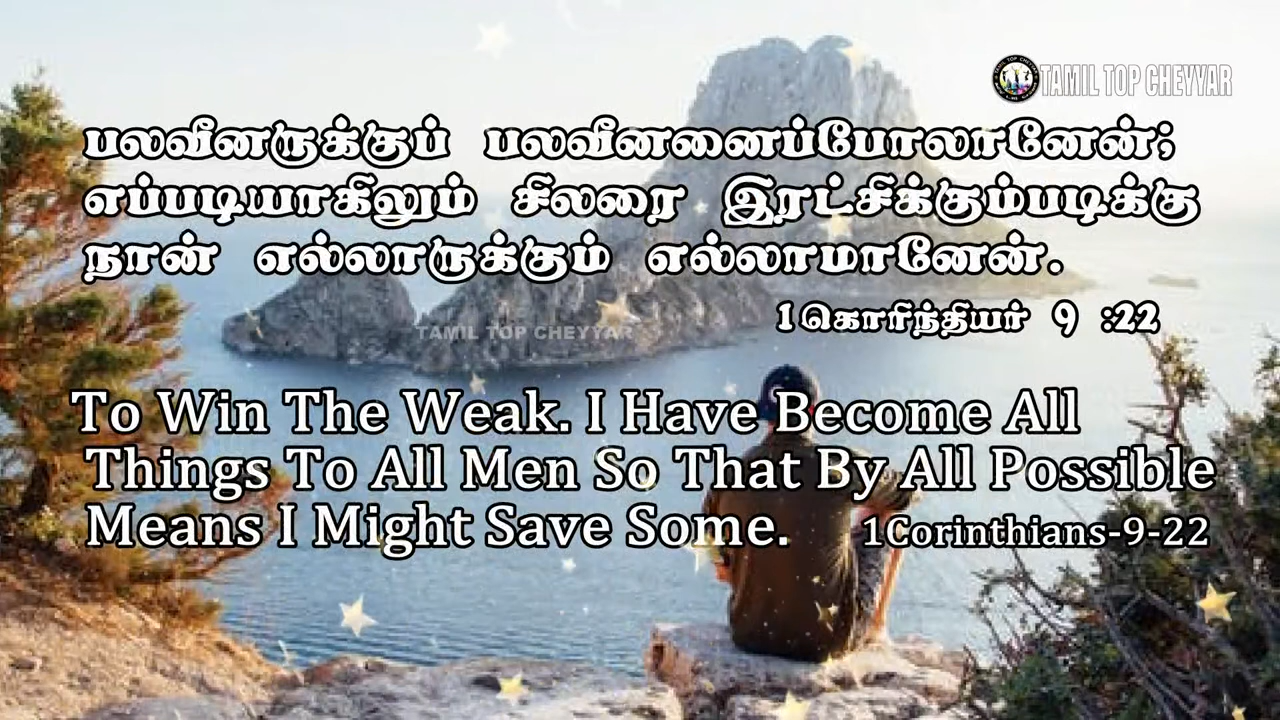 TAMIL TOP CHEYYAR
பலவீனருக்குப் பலவீனனைப்போலானேன்;
எப்படியாகிலும் சிலரை இரட்சிக்கும்படிக்கு
நான் எல்லாருக்கும் எல்லாமானேன்.
1கொரிந்தியர் 9 :22
TAMIL TOP CHEYYAR
To Win The Weak. I Have Become All
Things To All Men So That By All Possible
Means I Might Save Some. 1Corinthians-9-22